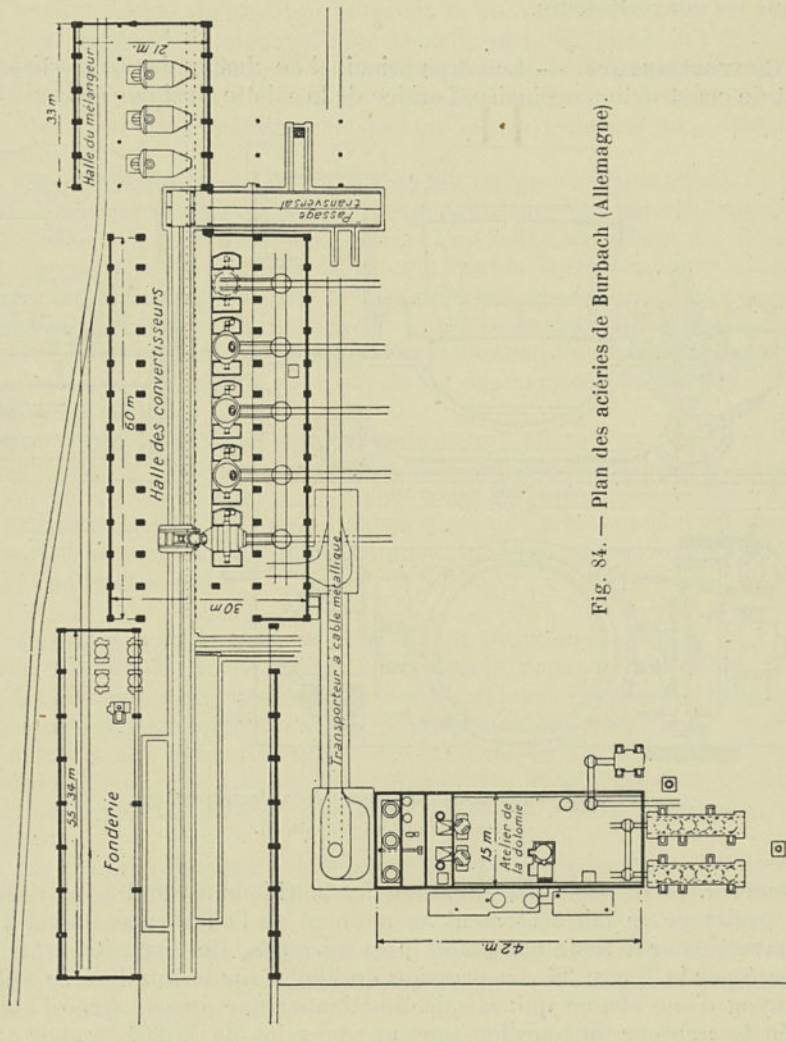 33 m
21 m.
Halle du mélangeur
Passage
transversal
60 m
Halle des convertisseurs
30 m
55·34 m
Fonderie
Transporteur à cable métallique
15 m.
Atelier de
la dolomie
42 m.
Fig. 84. — Plan des aciéries de Burbach (Allemagne).